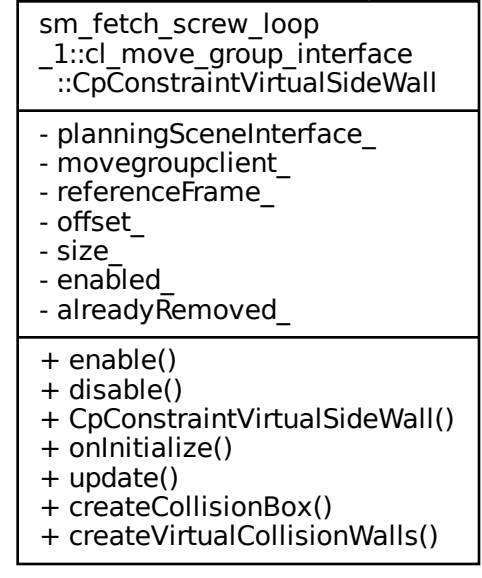 sm_fetch_screw_loop
_1::cl_move_group_interface
::CpConstraintVirtualSideWall
- planningSceneInterface_
- movegroupclient_
- referenceFrame_
- offset_
- size_
- enabled_
- alreadyRemoved_
+ enable()
+ disable()
+ CpConstraintVirtualSideWall()
+ onInitialize()
+ update()
+ createCollisionBox()
+ createVirtualCollisionWalls()